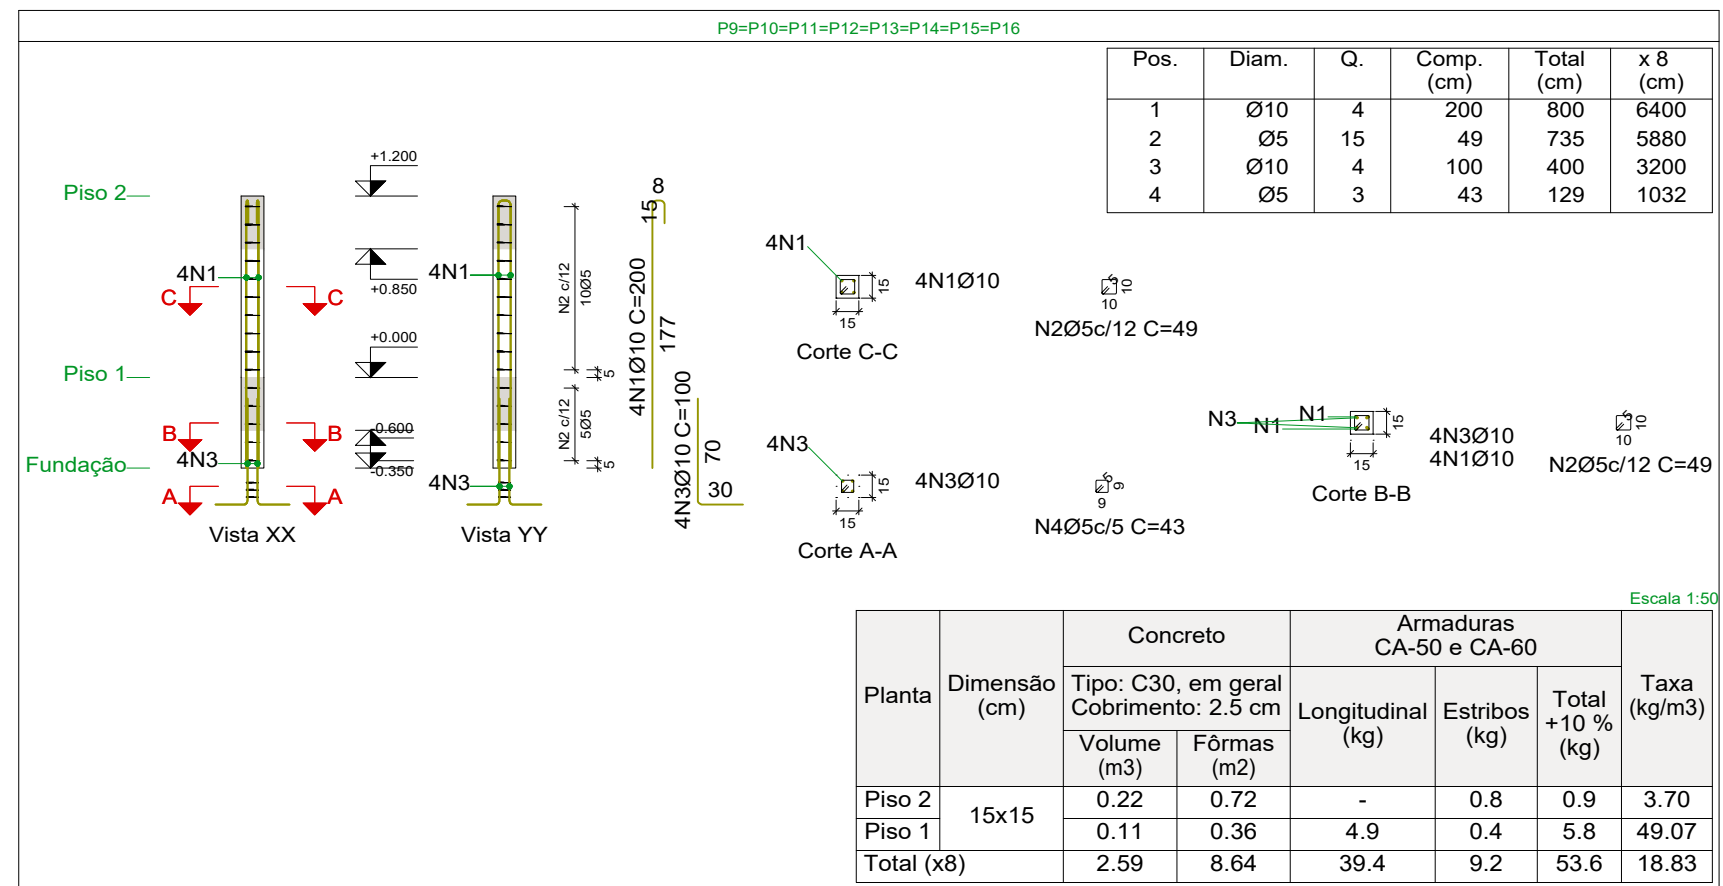 P9=P10=P11=P12=P13=P14=P15=P16
Pos. Diam. Q. Comp. (cm) Total (cm) x 8 (cm)
1 Ø10 4 200 800 6400
2 Ø5 15 49 735 5880
3 Ø10 4 100 400 3200
4 Ø5 3 43 129 1032
Piso 2
Piso 1
Fundação
4N1
C C
B B
4N3
A A
Vista XX
+1.200
+0.850
+0.000
-0.600
-0.350
4N1
4N3
Vista YY
N2 c/12
10Ø5
5
N2 c/12
5Ø5
5
8
15
4N1Ø10 C=200
177
4N3Ø10 C=100
70
30
4N1
4N1Ø10
15
15
Corte C-C
5
10
10
N2Ø5c/12 C=49
4N3
4N3Ø10
15
15
Corte A-A
5
9
9
N4Ø5c/5 C=43
N3
N1
N1
15
15
4N3Ø10
4N1Ø10
Corte B-B
5
10
10
N2Ø5c/12 C=49
Escala 1:50
Planta
Dimensão
(cm)
Concreto
Tipo: C30, em geral
Cobrimento: 2.5 cm
Volume
(m3)
Fôrmas
(m2)
Armaduras
CA-50 e CA-60
Longitudinal
(kg)
Estribos
(kg)
Total
+10 %
(kg)
Taxa
(kg/m3)
Piso 2 15x15 0.22 0.72 - 0.8 0.9 3.70
Piso 1 0.11 0.36 4.9 0.4 5.8 49.07
Total (x8) 2.59 8.64 39.4 9.2 53.6 18.83